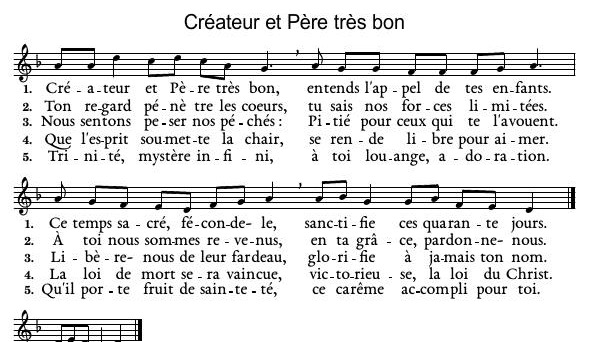 Créateur et Père très bon
1. Cré - a - teur et Pè - re très bon, entends l'ap - pel de tes en - fants.
2. Ton re - gard pé - nè tre les coeurs, tu sais nos for - ces li - mi - tées.
3. Nous sentons pe - ser nos pé - chés : Pi - tié pour ceux qui te l'avouent.
4. Que l'es - prit sou - met - te la chair, se ren - de li - bre pour ai - mer.
5. Tri - ni - té, mystère in - fi - ni, à toi lou - ange, a - do - ra - tion.
1. Ce temps sa - cré, fé - con - de - le, sanc - ti - fie ces quaran - te jours.
2. À toi nous som - mes re - ve - nus, en ta grâ - ce, pardon - ne - nous.
3. Li - bè - re - nous de leur far deau, glo - ri - fie à ja - mais ton nom.
4. La loi de mort se - ra vaincue, vic - to - rieu - se, la loi du Christ.
5. Qu'il por - te fruit de sain - te - té, ce carême ac - compli pour toi.